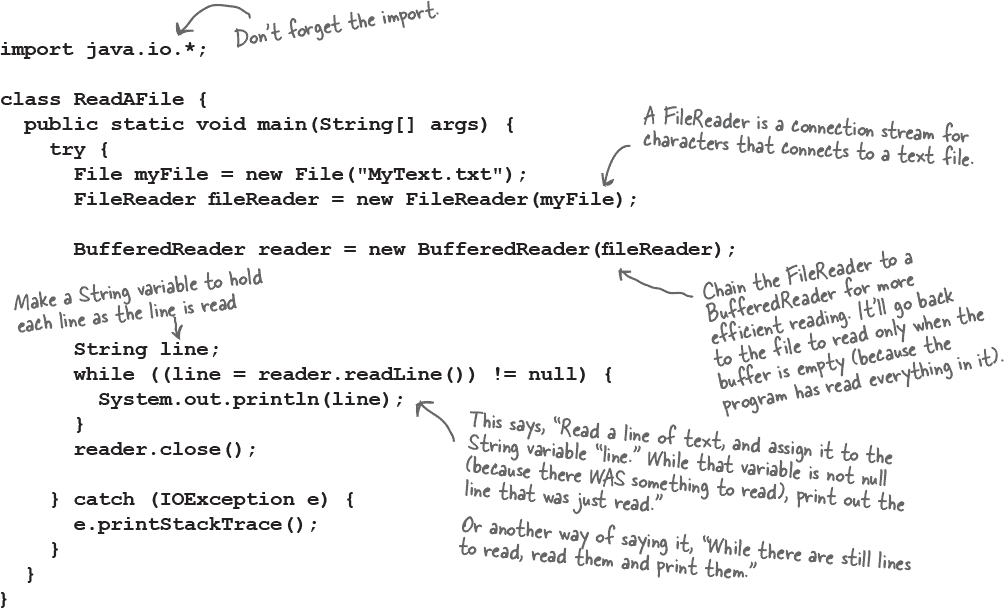 Don't forget the import.
import java.io.*;
class ReadAFile {
public static void main(String[] args) {
try {
File myFile = new File("MyText.txt");
FileReader fileReader = new FileReader(myFile);
A FileReader is a connection stream for
characters that connects to a text file.
BufferedReader reader = new BufferedReader(fileReader);
Chain the FileReader to a
BufferedReader for more
efficient reading. It'll go back
to the file to read only when the
buffer is empty (because the
program has read everything in it).
Make a String variable to hold
each line as the line is read
String line;
while ((line = reader.readLine()) != null) {
System.out.println(line);
}
reader.close();
This says, "Read a line of text, and assign it to the
String variable "line." While that variable is not null
(because there WAS something to read), print out the
line that was just read."
Or another way of saying it, "While there are still lines
to read, read them and print them."
} catch (IOException e) {
e.printStackTrace();
}
}
}